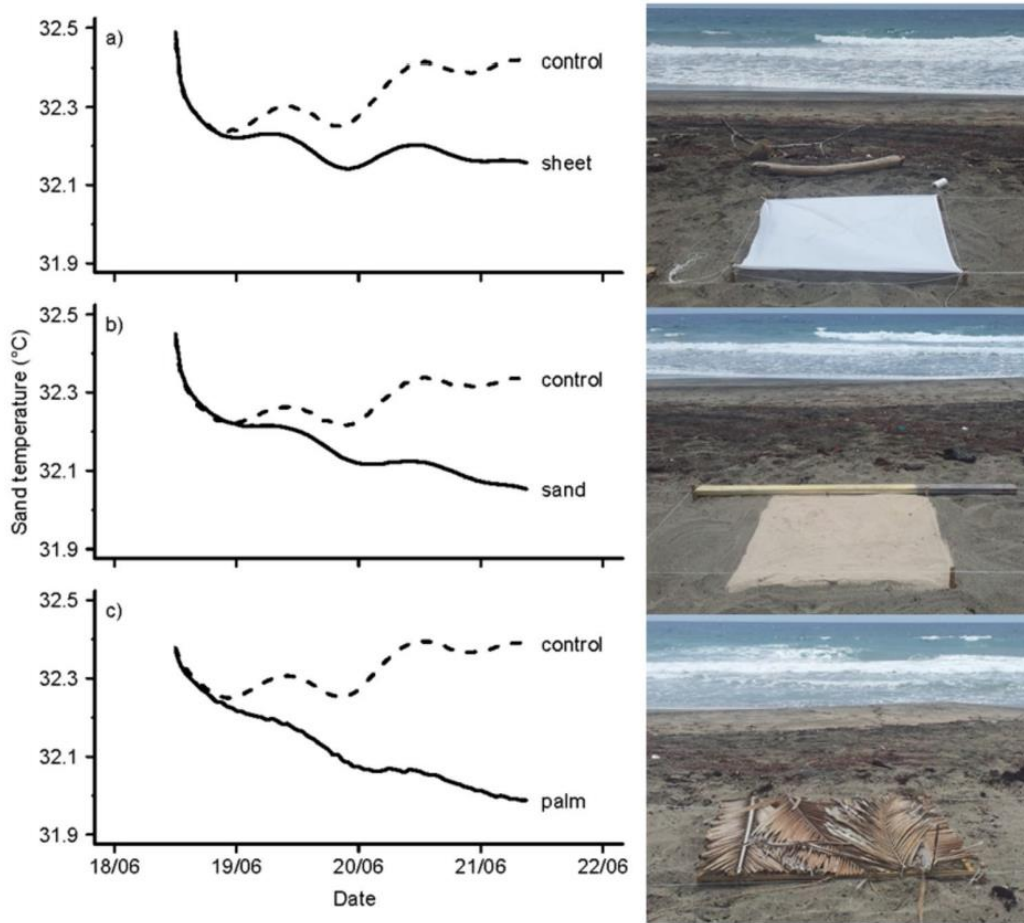 a)
32.5
32.3
32.1
31.9
control
sheet
b)
32.5
32.3
32.1
31.9
control
sand
c)
32.5
32.3
32.1
31.9
control
palm
Sand temperature (°C)
18/06 19/06 20/06 21/06 22/06
Date